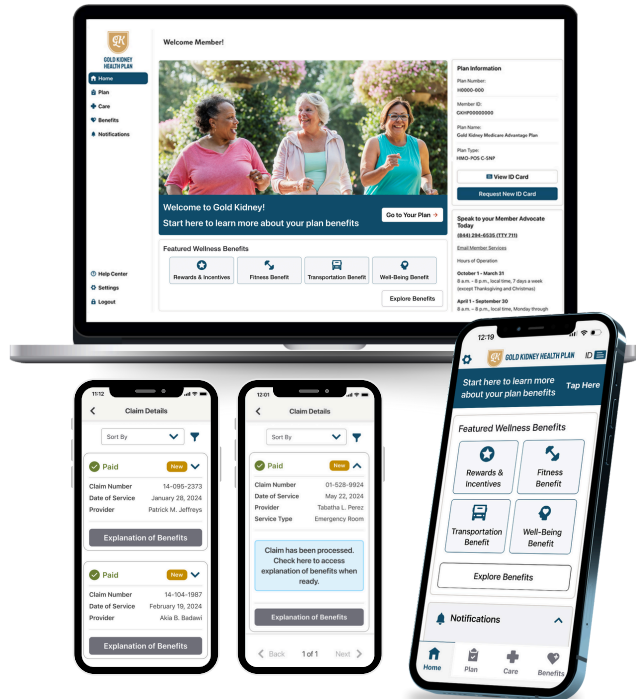 GK
GOLD KIDNEY
HEALTH PLAN
Home
Plan
Care
Benefits
Notifications
Help Center
Settings
Logout
Welcome Member!
Welcome to Gold Kidney!
Start here to learn more about your plan benefits
Go to Your Plan →
Featured Wellness Benefits
Rewards & Incentives
Fitness Benefit
Transportation Benefit
Well-Being Benefit
Explore Benefits
Plan Information
Plan Number:
H0000-000
Member ID:
GKHP00000000
Plan Name:
Gold Kidney Medicare Advantage Plan
Plan Type:
HMO-POS C-SNP
View ID Card
Request New ID Card
Speak to your Member Advocate
Today
(844) 294-6535 (TTY 711)
Email Member Services
Hours of Operation
October 1 - March 31
8 a.m. - 8 p.m., local time, 7 days a week
(except Thanksgiving and Christmas)
April 1 - September 30
8 a.m. - 8 p.m., local time, Monday through
11:12
Claim Details
Sort By
Paid
New
Claim Number 14-095-2373
Date of Service January 28, 2024
Provider Patrick M. Jeffreys
Explanation of Benefits
Paid
New
Claim Number 14-104-1987
Date of Service February 19, 2024
Provider Akia B. Badawi
Explanation of Benefits
12:01
Claim Details
Sort By
Paid
New
Claim Number 01-528-9924
Date of Service May 22, 2024
Provider Tabatha L. Perez
Service Type Emergency Room
Claim has been processed.
Check here to access
explanation of benefits when
ready.
Explanation of Benefits
Back 1 of 1 Next
12:19
GK GOLD KIDNEY HEALTH PLAN ID
Start here to learn more
about your plan benefits
Tap Here
Featured Wellness Benefits
Rewards &
Incentives
Fitness
Benefit
Transportation
Benefit
Well-Being
Benefit
Explore Benefits
Notifications
Home
Plan
Care
Benefits